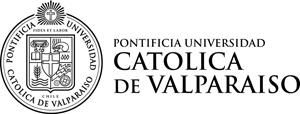 PONTIFICIA UNIVERSIDAD
CATOLICA DE VALPARAISO
FIDES ET LABOR
CHILE
PONTIFICIA UNIVERSIDAD
CATOLICA
DE VALPARAISO